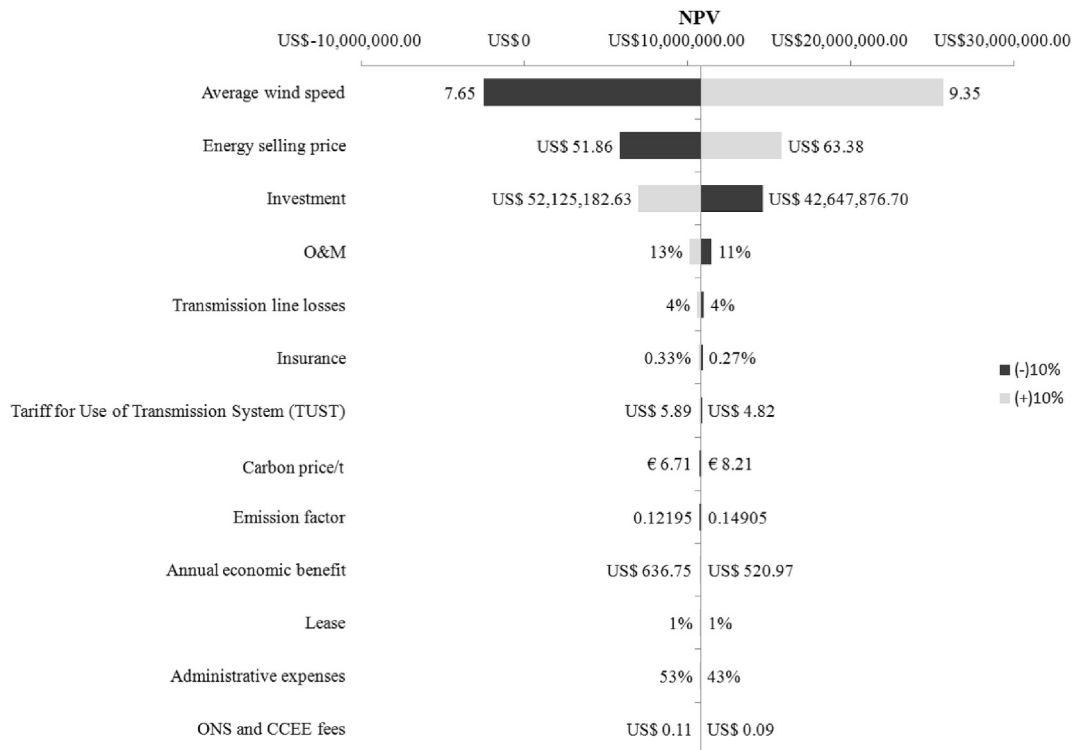 NPV
US$-10,000,000.00 US$0 US$10,000,000.00 US$20,000,000.00 US$30,000,000.00
Average wind speed 7.65 9.35
Energy selling price US$ 51.86 US$ 63.38
Investment US$ 52,125,182.63 US$ 42,647,876.70
O&M 13% 11%
Transmission line losses 4% 4%
Insurance 0.33% 0.27%
(-)10%
(+)10%
Tariff for Use of Transmission System (TUST) US$ 5.89 US$ 4.82
Carbon price/t € 6.71 € 8.21
Emission factor 0.12195 0.14905
Annual economic benefit US$ 636.75 US$ 520.97
Lease 1% 1%
Administrative expenses 53% 43%
ONS and CCEE fees US$ 0.11 US$ 0.09